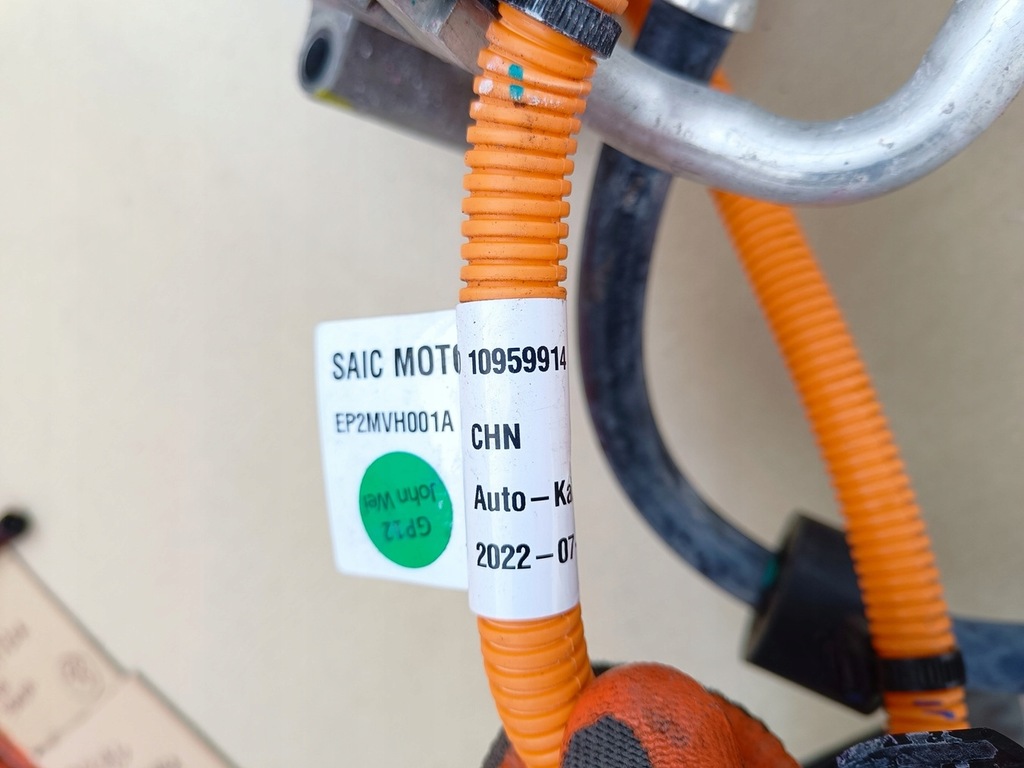 SAIC MOTO
EP2MVH001A
GP12
John Wei
10959914
CHN
Auto-Ka
2022-07-